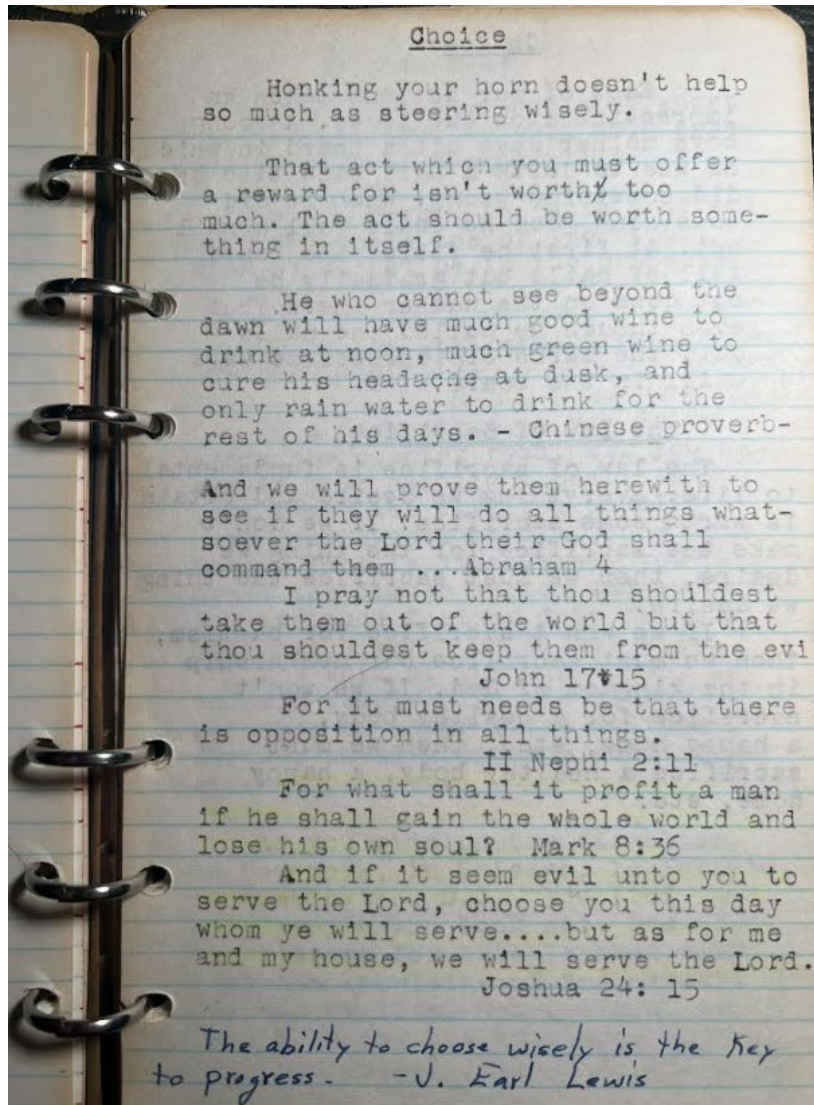 Choice
Honking your horn doesn't help
so much as steering wisely.
That act which you must offer
a reward for isn't worth too
much. The act should be worth some-
thing in itself.
He who cannot see beyond the
dawn will have much good wine to
drink at noon, much green wine to
cure his headache at dusk, and
only rain water to drink for the
rest of his days. - Chinese proverb-
And we will prove them herewith to
see if they will do all things what-
soever the Lord their God shall
command them ...Abraham 4
I pray not that thou shouldest
take them out of the world but that
thou shouldest keep them from the evi
John 17:15
For it must needs be that there
is opposition in all things.
II Nephi 2:11
For what shall it profit a man
if he shall gain the whole world and
lose his own soul? Mark 8:36
And if it seem evil unto you to
serve the Lord, choose you this day
whom ye will serve....but as for me
and my house, we will serve the Lord.
Joshua 24: 15
The ability to choose wisely is the key
to progress. - J. Earl Lewis